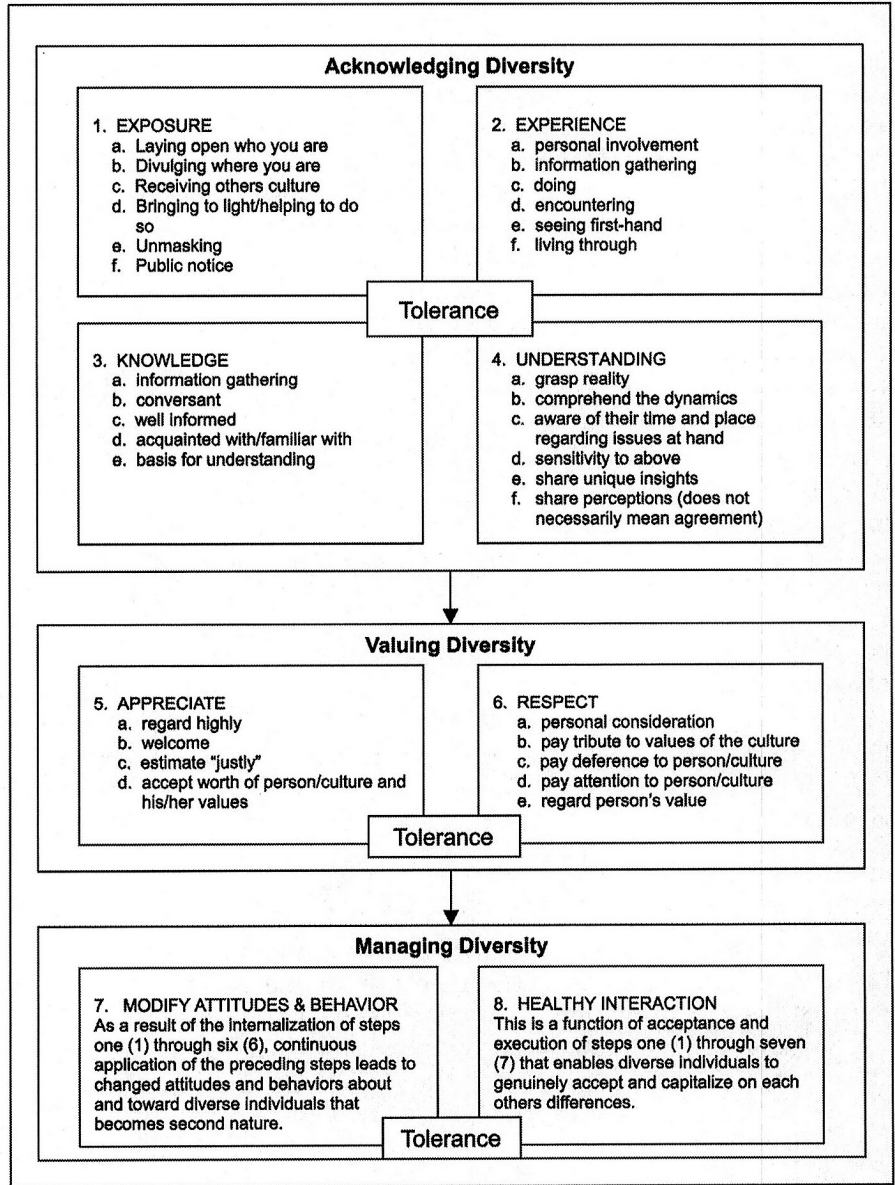 Acknowledging Diversity
1. EXPOSURE
a. Laying open who you are
b. Divulging where you are
c. Receiving others culture
d. Bringing to light/helping to do
so
e. Unmasking
f. Public notice
2. EXPERIENCE
a. personal involvement
b. information gathering
c. doing
d. encountering
e. seeing first-hand
f. living through
Tolerance
3. KNOWLEDGE
a. information gathering
b. conversant
c. well informed
d. acquainted with/familiar with
e. basis for understanding
4. UNDERSTANDING
a. grasp reality
b. comprehend the dynamics
c. aware of their time and place
regarding issues at hand
d. sensitivity to above
e. share unique insights
f. share perceptions (does not
necessarily mean agreement)
Valuing Diversity
5. APPRECIATE
a. regard highly
b. welcome
c. estimate "justly"
d. accept worth of person/culture and
his/her values
6. RESPECT
a. personal consideration
b. pay tribute to values of the culture
c. pay deference to person/culture
d. pay attention to person/culture
e. regard person's value
Tolerance
Managing Diversity
7. MODIFY ATTITUDES & BEHAVIOR
As a result of the internalization of steps
one (1) through six (6), continuous
application of the preceding steps leads to
changed attitudes and behaviors about
and toward diverse individuals that
becomes second nature.
8. HEALTHY INTERACTION
This is a function of acceptance and
execution of steps one (1) through seven
(7) that enables diverse individuals to
genuinely accept and capitalize on each
others differences.
Tolerance